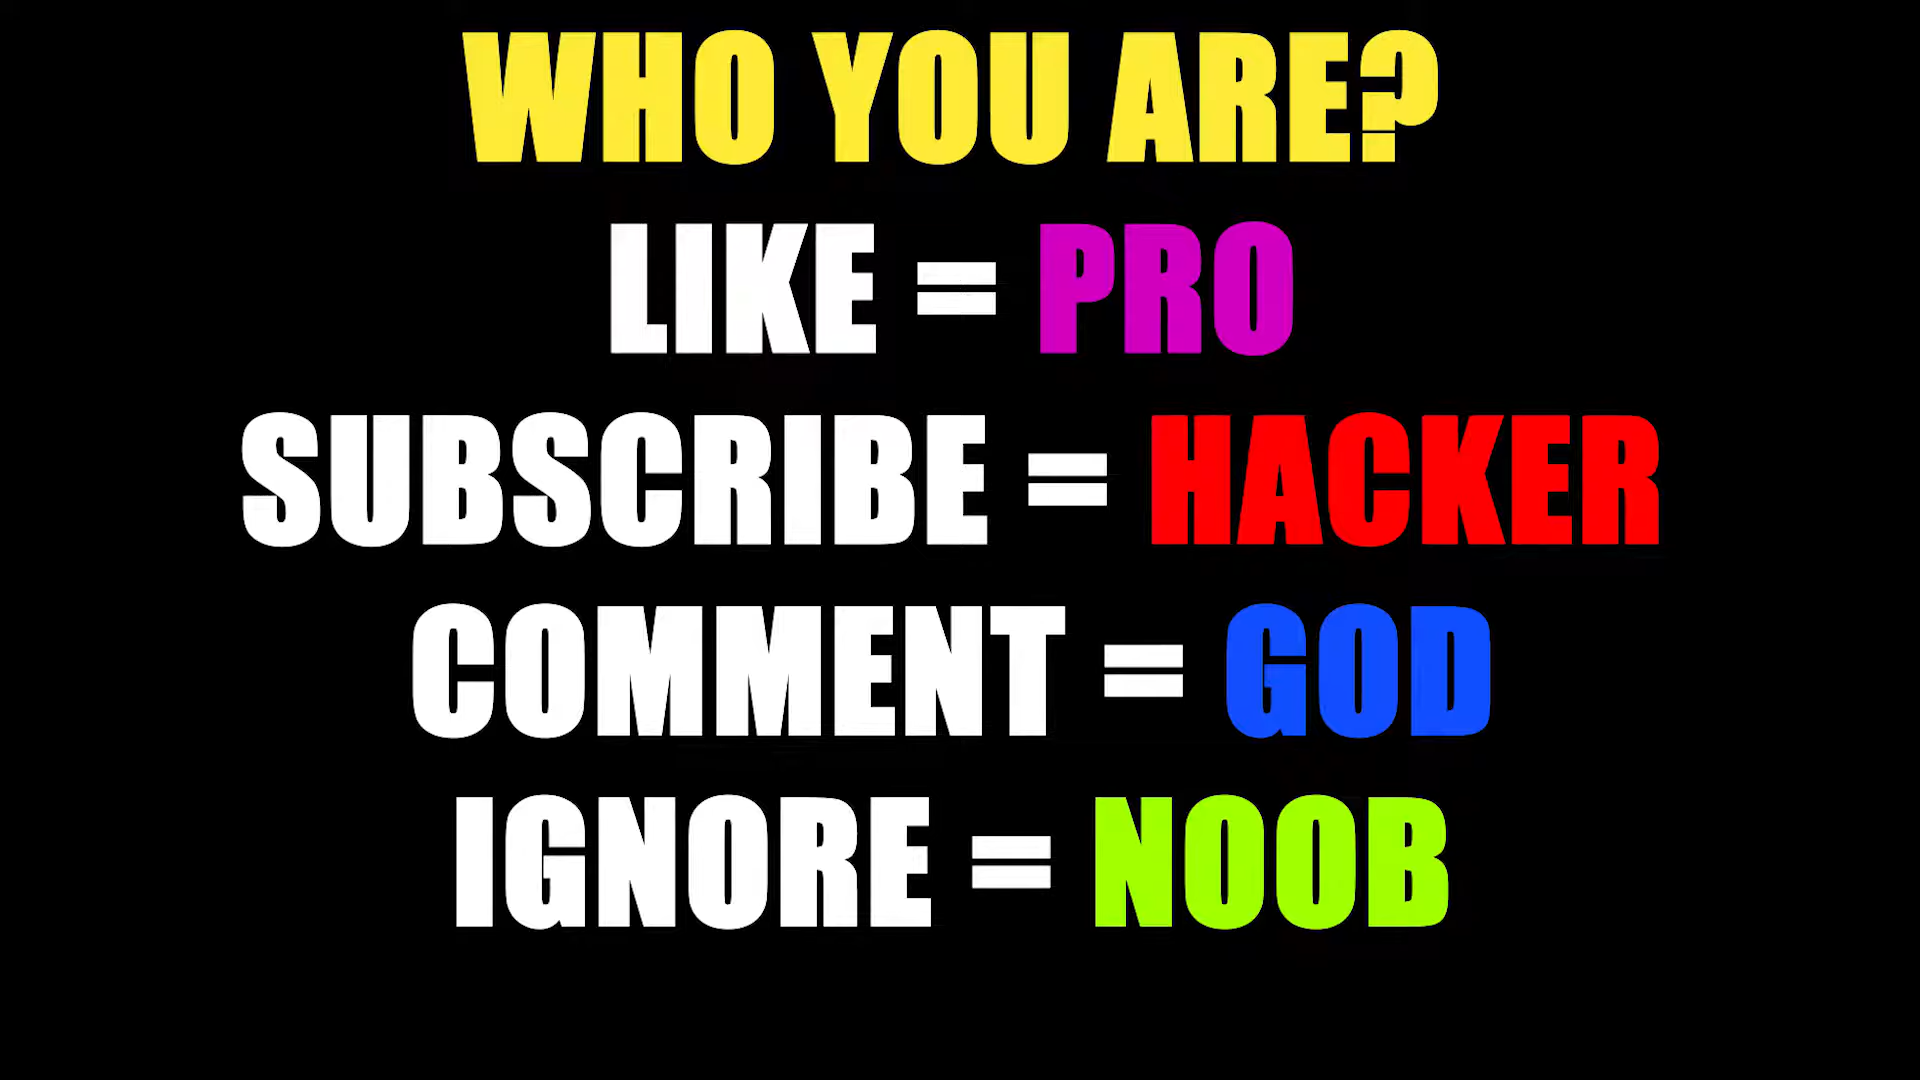 WHO YOU ARE?
LIKE = PRO
SUBSCRIBE = HACKER
COMMENT = GOD
IGNORE = NOOB